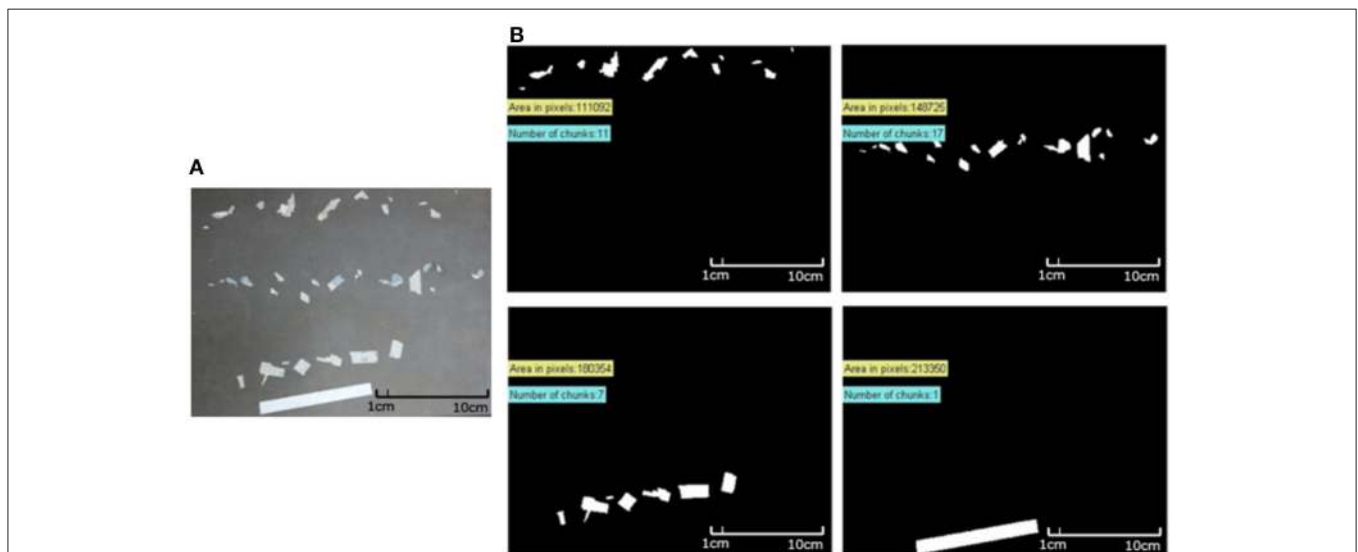 A
1cm 10cm
B
Area in pixels:111092
Number of chunks:11
1cm 10cm
Area in pixels:148725
Number of chunks:17
1cm 10cm
Area in pixels:180354
Number of chunks:7
1cm 10cm
Area in pixels:213350
Number of chunks:1
1cm 10cm